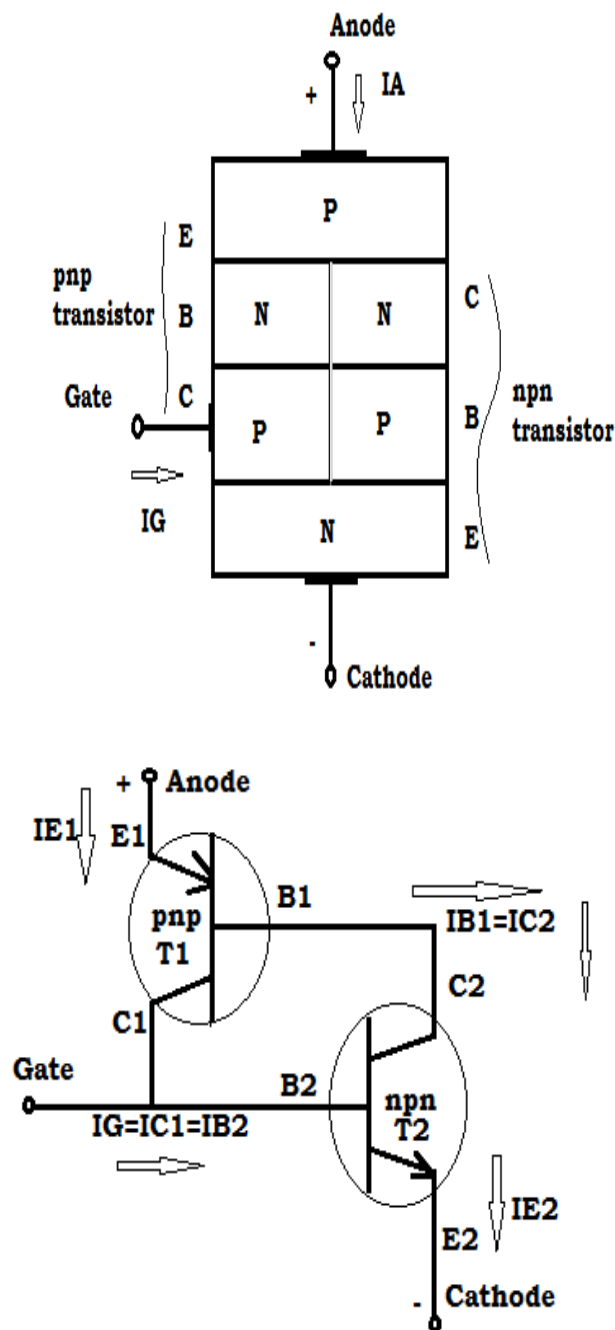 Anode
+
IA
P
E
pnp
transistor
B
N
N
C
Gate
C
P
P
B
npn
transistor
IG
N
E
-
Cathode
+
Anode
IE1
E1
pnp
T1
B1
IB1=IC2
C1
C2
Gate
B2
npn
T2
IG=IC1=IB2
IE2
E2
-
Cathode